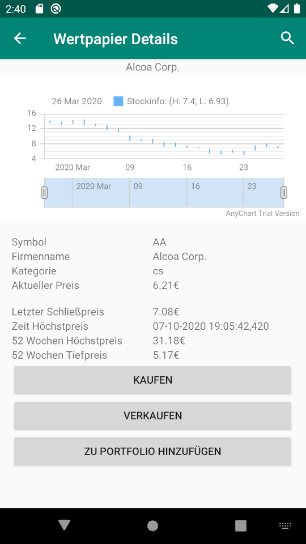 2:40
Wertpapier Details
Alcoa Corp.
26 Mar 2020 Stockinfo: (H: 7.4; L: 6.93)
16
12
8
4
2020 Mar 09 16 23
2020 Mar 09 16 23
AnyChart Trial Version
Symbol AA
Firmenname Alcoa Corp.
Kategorie cs
Aktueller Preis 6.21€
Letzter Schließpreis 7.08€
Zeit Höchstpreis 07-10-2020 19:05:42,420
52 Wochen Höchstpreis 31.18€
52 Wochen Tiefpreis 5.17€
KAUFEN
VERKAUFEN
ZU PORTFOLIO HINZUFÜGEN